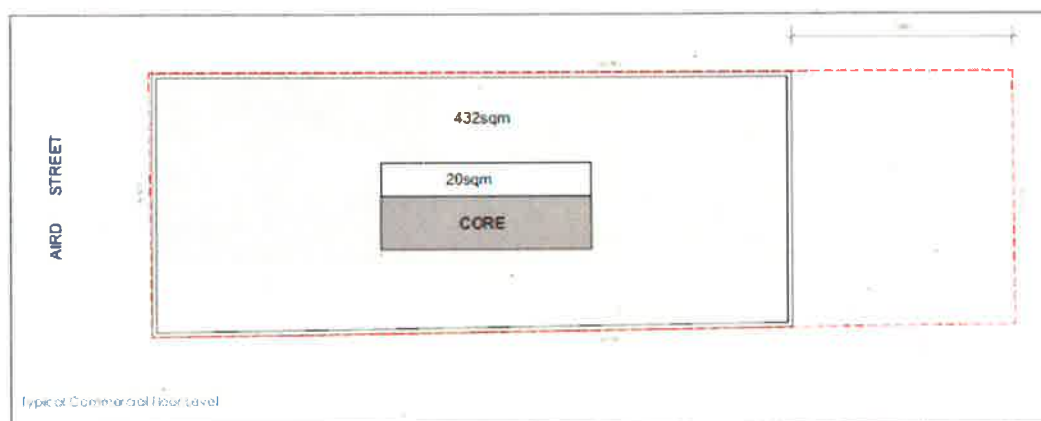 432sqm
20sqm
CORE
AIRD STREET
Typical Commercial Floor Level